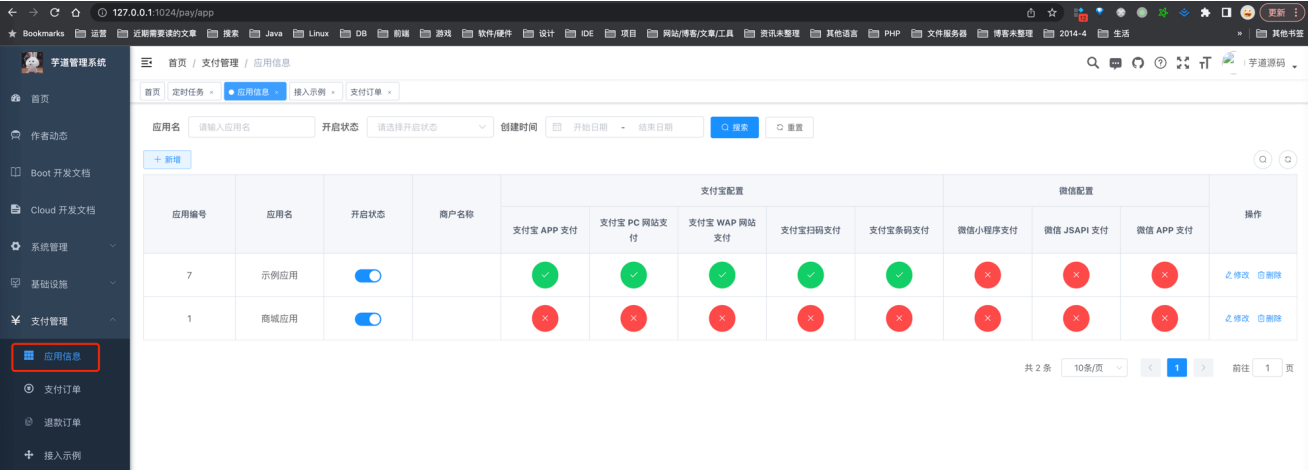 127.0.0.1:1024/pay/app
更新
Bookmarks 运营 近期需要读的文章 搜索 Java Linux DB 前端 游戏 软件/硬件 设计 IDE 项目 网站/博客/文章/工具 资讯未整理 其他语言 PHP 文件服务器 博客未整理 2014-4 生活 » 其他书签
芋道管理系统
首页 / 支付管理 / 应用信息
芋道源码
首页 定时任务 × 应用信息 × 接入示例 × 支付订单 ×
首页
作者动态
Boot 开发文档
Cloud 开发文档
系统管理
基础设施
支付管理
应用信息
支付订单
退款订单
接入示例
应用名 请输入应用名 开启状态 请选择开启状态 创建时间 开始日期 - 结束日期 搜索 重置
+ 新增
支付宝配置 微信配置
应用编号 应用名 开启状态 商户名称 操作
支付宝 APP 支付 支付宝 PC 网站支付 支付宝 WAP 网站支付 支付宝扫码支付 支付宝条码支付 微信小程序支付 微信 JSAPI 支付 微信 APP 支付
7 示例应用 修改 删除
1 商城应用 修改 删除
共 2 条 10条/页 1 前往 1 页